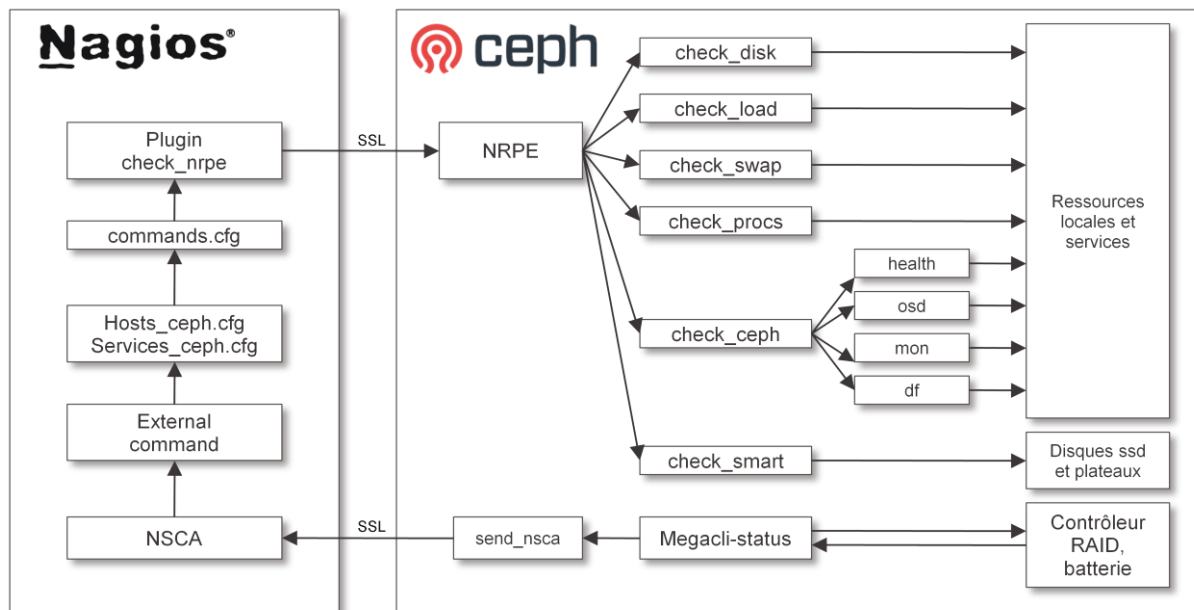 Nagios®
Plugin
check_nrpe
commands.cfg
Hosts_ceph.cfg
Services_ceph.cfg
External
command
NSCA
SSL
SSL
ceph
NRPE
check_disk
check_load
check_swap
check_procs
check_ceph
health
osd
mon
df
check_smart
send_nsca
Megacli-status
Ressources
locales et
services
Disques ssd
et plateaux
Contrôleur
RAID,
batterie